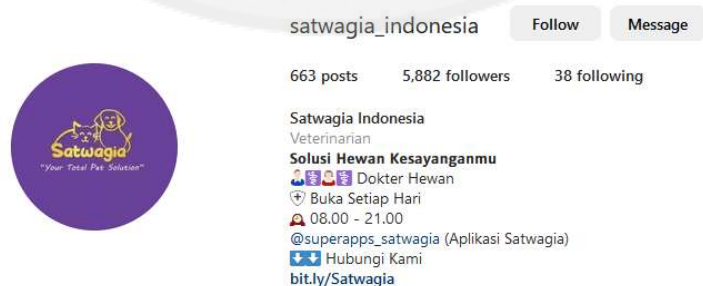 satwagia_indonesia Follow Message
663 posts 5,882 followers 38 following
Satwagia
"Your Total Pet Solution"
Satwagia Indonesia
Veterinarian
Solusi Hewan Kesayanganmu
Dokter Hewan
Buka Setiap Hari
08.00 - 21.00
@superapps_satwagia (Aplikasi Satwagia)
Hubungi Kami
bit.ly/Satwagia